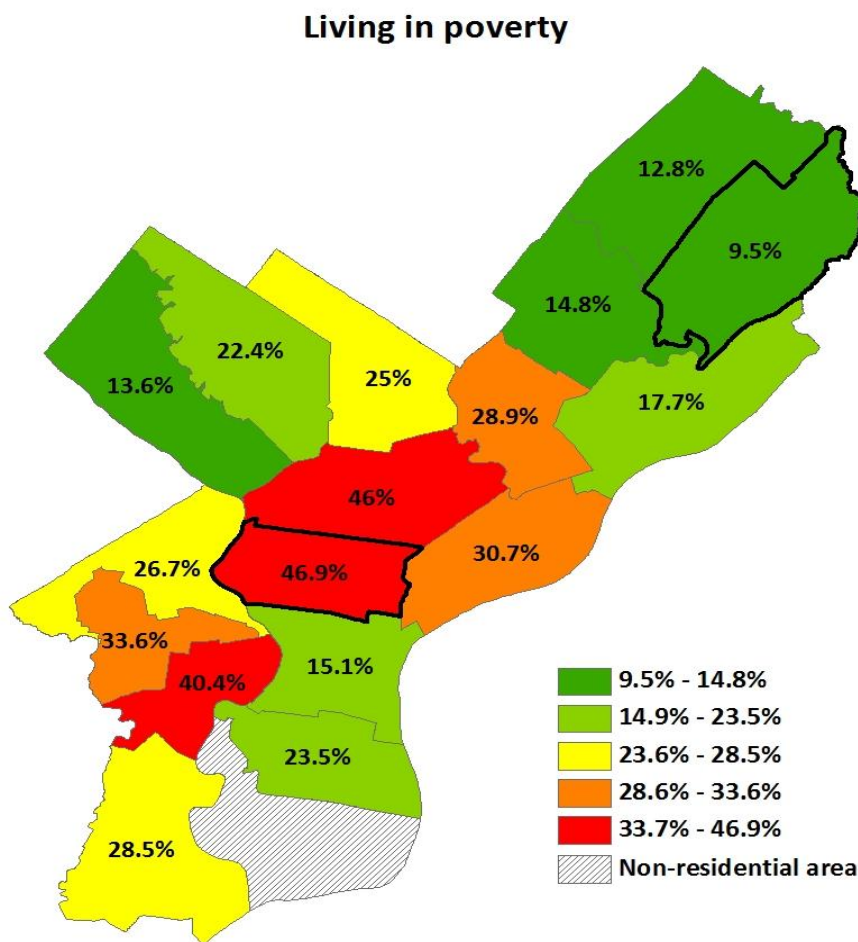 Living in poverty
12.8%
9.5%
14.8%
22.4%
25%
13.6%
17.7%
28.9%
46%
30.7%
26.7%
46.9%
33.6%
15.1%
40.4%
23.5%
28.5%
9.5% - 14.8%
14.9% - 23.5%
23.6% - 28.5%
28.6% - 33.6%
33.7% - 46.9%
Non-residential area